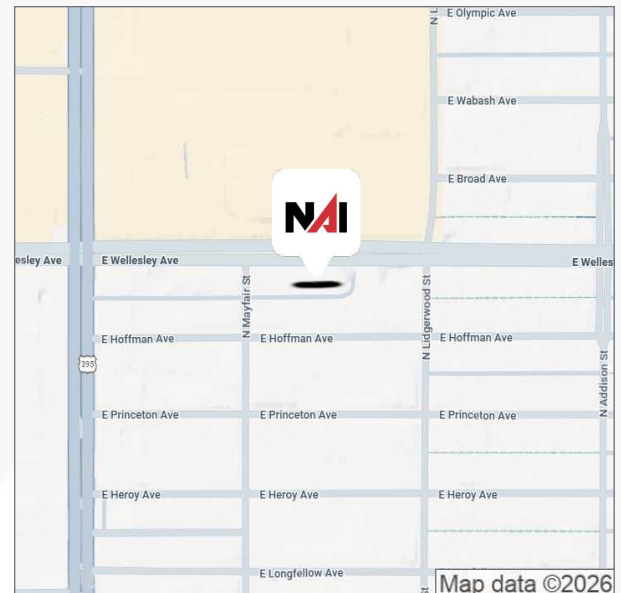 E Olympic Ave
N L
E Wabash Ave
E Broad Ave
NAI
esley Ave
E Wellesley Ave
E Welles
N Mayfair St
N Lidgerwood St
E Hoffman Ave
E Hoffman Ave
E Hoffman Ave
395
N Addison St
E Princeton Ave
E Princeton Ave
E Princeton Ave
E Heroy Ave
E Heroy Ave
E Heroy Ave
E Longfellow Ave
Map data ©2026